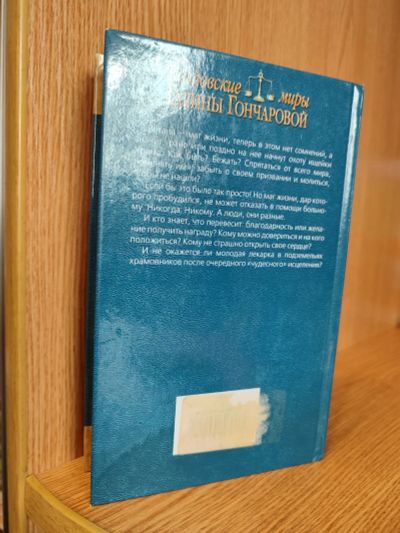 миры
Гончаровой
маг жизни, теперь в этом нет сомнений, а
рано или поздно на нее начнут охоту ищейки
Как быть? Бежать? Спрятаться от всего мира,
забыть о своем призвании и молиться,
не нашли?
Если бы это было так просто! Но маг жизни, дар кото-
рого пробудился, не может отказать в помощи больно-
му. Никогда. Никому. А люди, они разные.
И кто знает, что перевесит: благодарность или жела-
ние получить награду? Кому можно довериться и на кого
положиться? Кому не страшно открыть свое сердце?
И не окажется ли молодая лекарка в подземельях
храмовников после очередного «чудесного» исцеления?